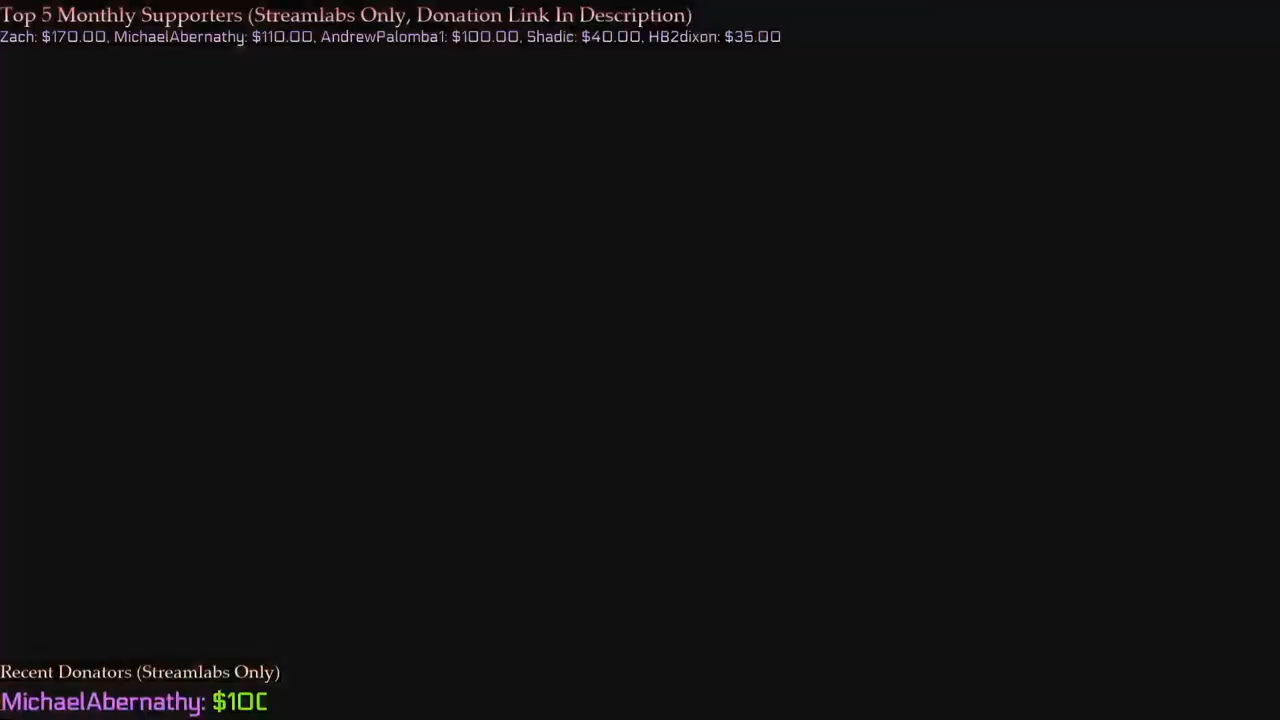 Top 5 Monthly Supporters (Streamlabs Only, Donation Link In Description)
Zach: $170.00, MichaelAbernathy: $110.00, AndrewPalomba1: $100.00, Shadic: $40.00, HB2dixon: $35.00
Recent Donators (Streamlabs Only)
MichaelAbernathy: